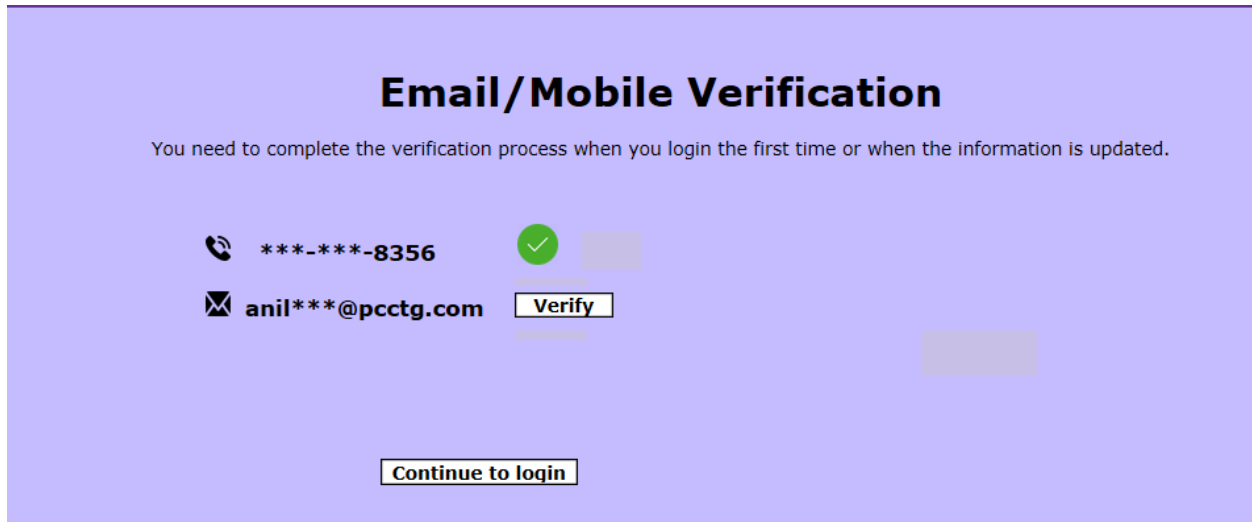 Email/Mobile Verification
You need to complete the verification process when you login the first time or when the information is updated.
***-***-8356
anil***@pcctg.com Verify
Continue to login